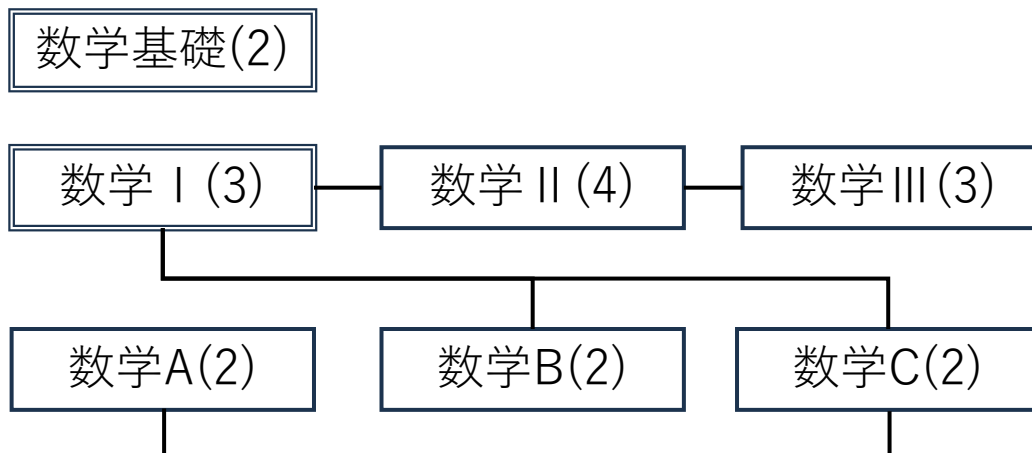 数学基礎(2)
数学Ⅰ(3)
数学Ⅱ(4)
数学Ⅲ(3)
数学A(2)
数学B(2)
数学C(2)